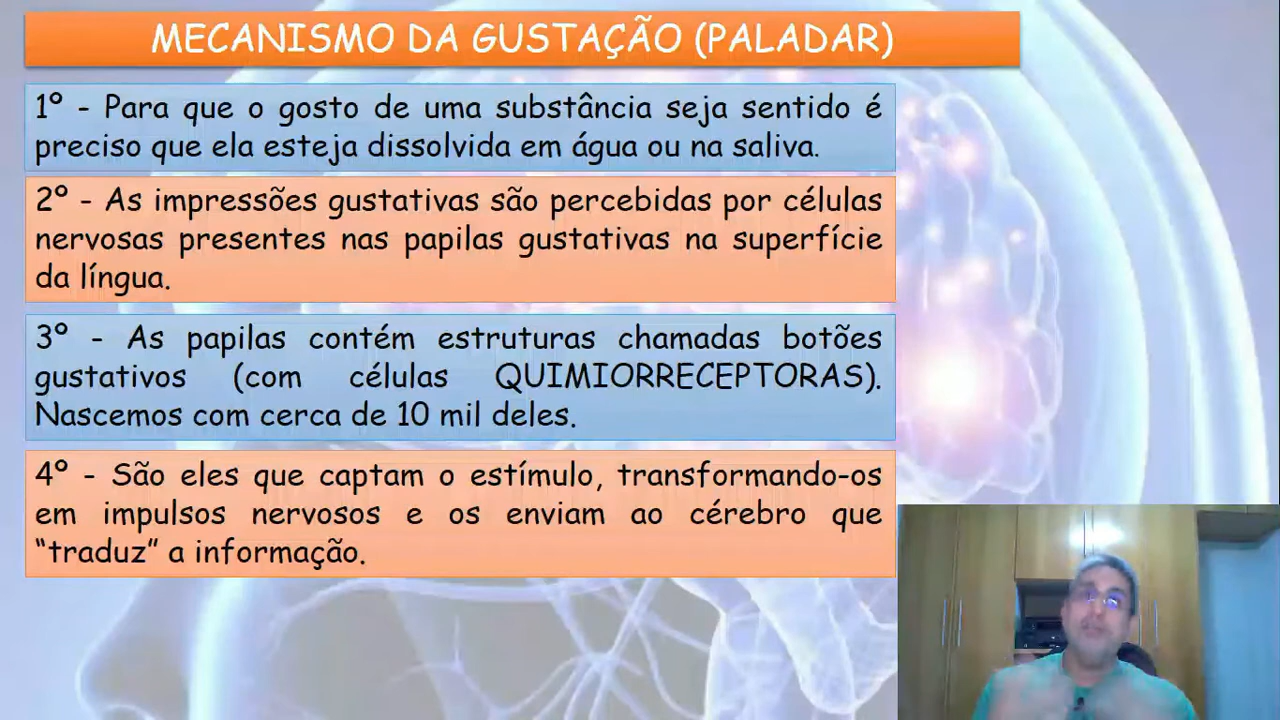 MECANISMO DA GUSTAÇÃO (PALADAR)
1º - Para que o gosto de uma substância seja sentido é
preciso que ela esteja dissolvida em água ou na saliva.
2º - As impressões gustativas são percebidas por células
nervosas presentes nas papilas gustativas na superfície
da língua.
3º - As papilas contém estruturas chamadas botões
gustativos (com células QUIMIORRECEPTORAS).
Nascemos com cerca de 10 mil deles.
4º - São eles que captam o estímulo, transformando-os
em impulsos nervosos e os enviam ao cérebro que
“traduz” a informação.